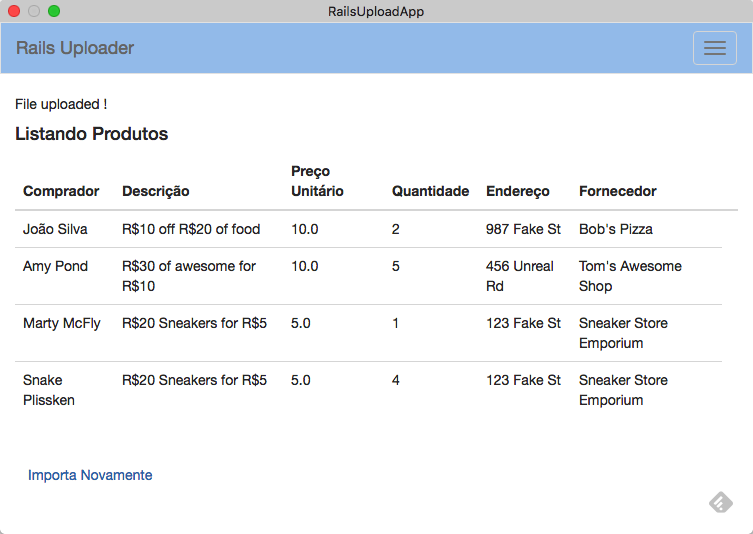 RailsUploadApp
Rails Uploader
File uploaded !
Listando Produtos
Preço
Comprador Descrição Unitário Quantidade Endereço Fornecedor
João Silva R$10 off R$20 of food 10.0 2 987 Fake St Bob's Pizza
Amy Pond R$30 of awesome for 10.0 5 456 Unreal Tom's Awesome
R$10 Rd Shop
Marty McFly R$20 Sneakers for R$5 5.0 1 123 Fake St Sneaker Store
Emporium
Snake R$20 Sneakers for R$5 5.0 4 123 Fake St Sneaker Store
Plissken Emporium
Importa Novamente